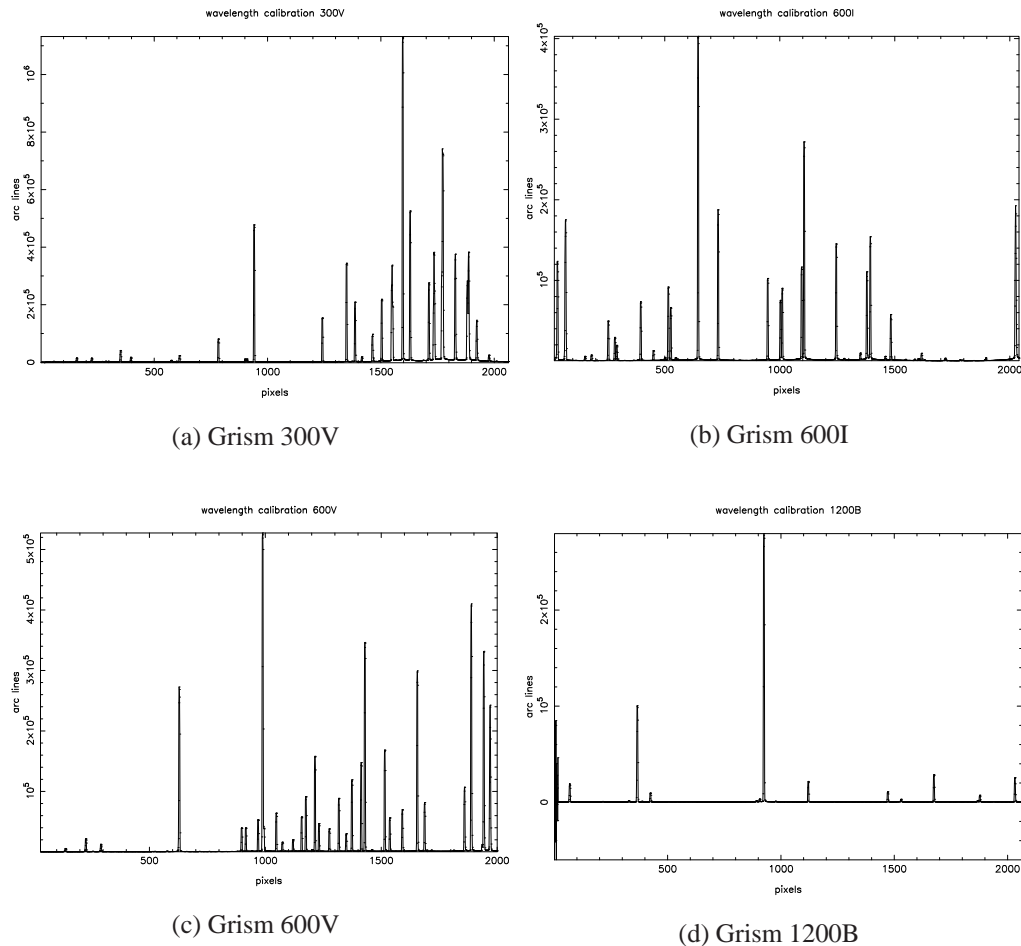 wavelength calibration 300V
arc lines
2×10⁵
4×10⁵
6×10⁵
8×10⁵
10⁶
500
1000
1500
2000
pixels
(a) Grism 300V
wavelength calibration 600I
arc lines
10⁵
2×10⁵
3×10⁵
4×10⁵
500
1000
1500
2000
pixels
(b) Grism 600I
wavelength calibration 600V
arc lines
10⁵
2×10⁵
3×10⁵
4×10⁵
5×10⁵
500
1000
1500
2000
pixels
(c) Grism 600V
wavelength calibration 1200B
arc lines
0
10⁵
2×10⁵
500
1000
1500
2000
pixels
(d) Grism 1200B